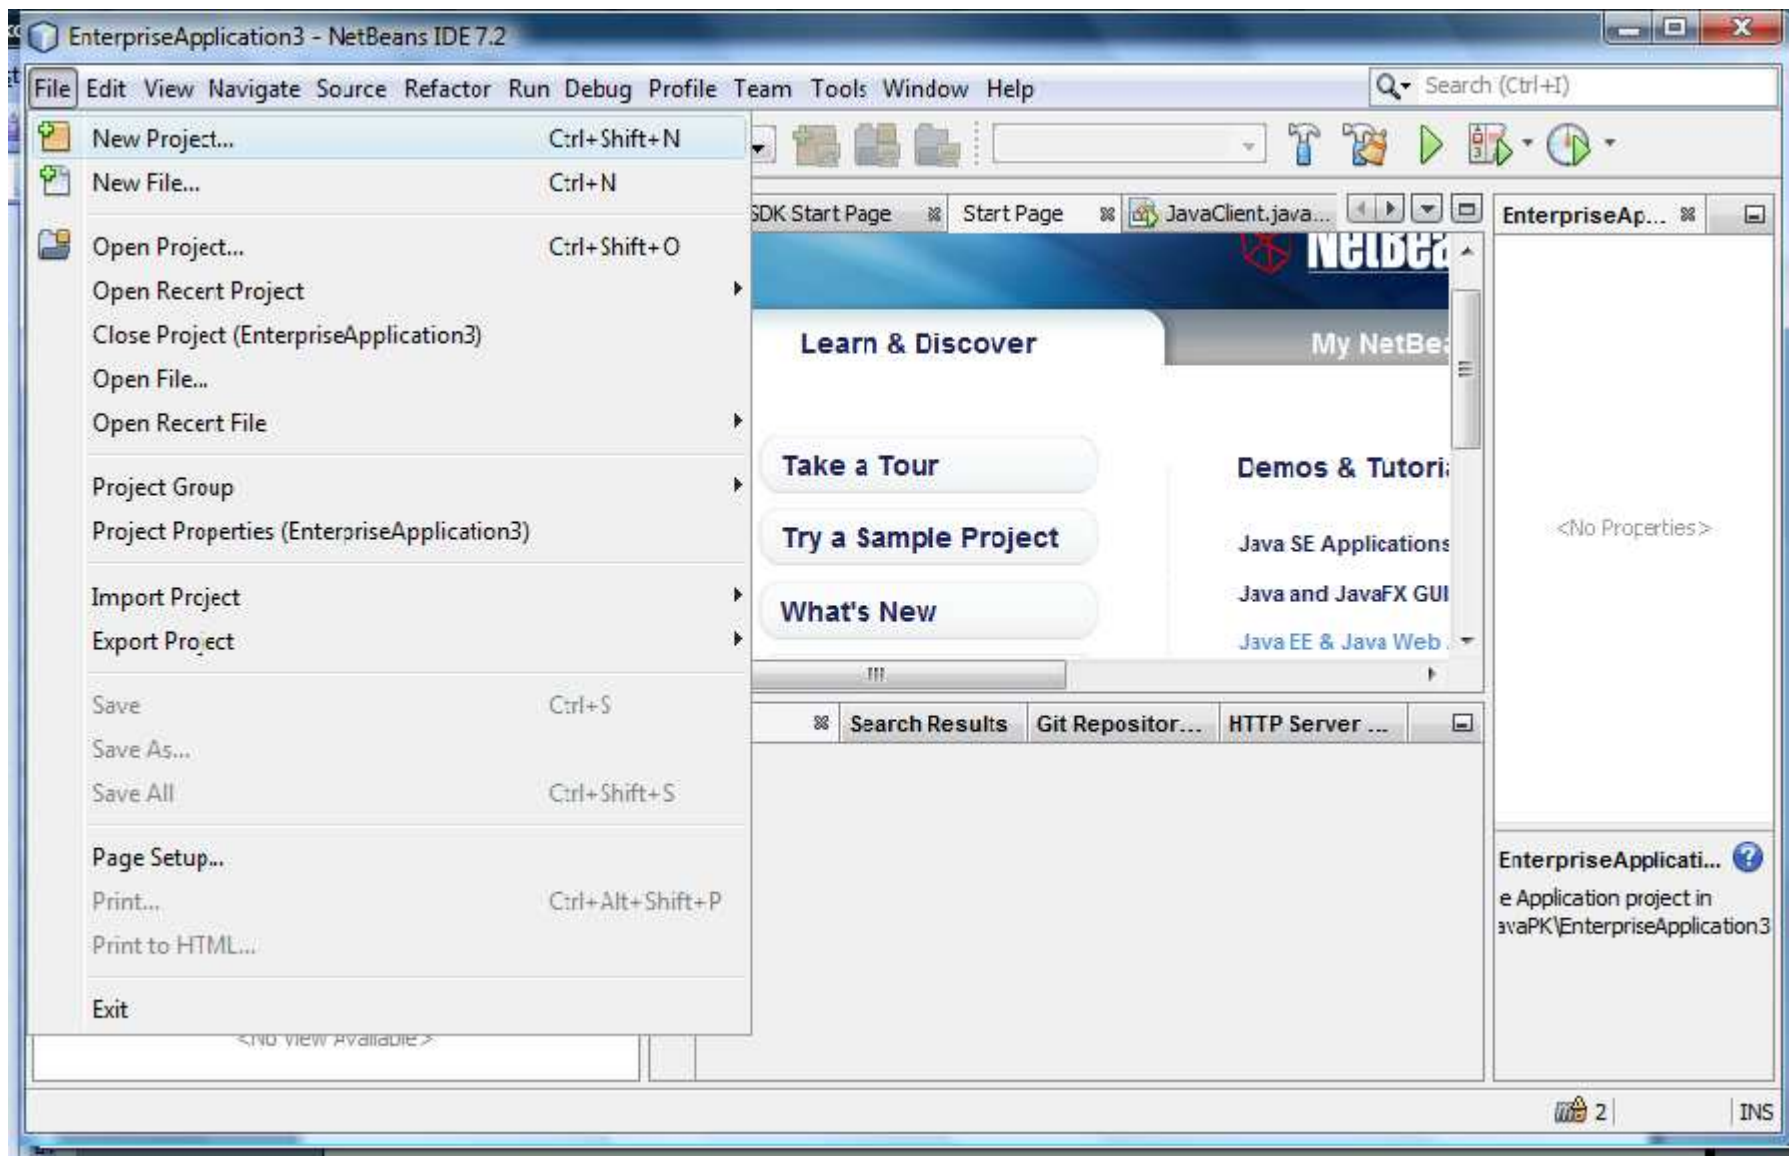 EnterpriseApplication3 - NetBeans IDE 7.2
File Edit View Navigate Source Refactor Run Debug Profile Team Tools Window Help
Search (Ctrl+I)
New Project... Ctrl+Shift+N
New File... Ctrl+N
Open Project... Ctrl+Shift+O
Open Recent Project
Close Project (EnterpriseApplication3)
Open File...
Open Recent File
Project Group
Project Properties (EnterpriseApplication3)
Import Project
Export Project
Save Ctrl+S
Save As...
Save All Ctrl+Shift+S
Page Setup...
Print... Ctrl+Alt+Shift+P
Print to HTML...
Exit
<No View Available>
SDK Start Page Start Page JavaClient.java...
NetBea
Learn & Discover My NetBea
Take a Tour
Try a Sample Project
What's New
Demos & Tutoria
Java SE Applications
Java and JavaFX GUI
Java EE & Java Web
Search Results Git Repositor... HTTP Server ...
EnterpriseAp...
<No Properties>
EnterpriseApplicati...
e Application project in
avaPK\EnterpriseApplication3
2 INS